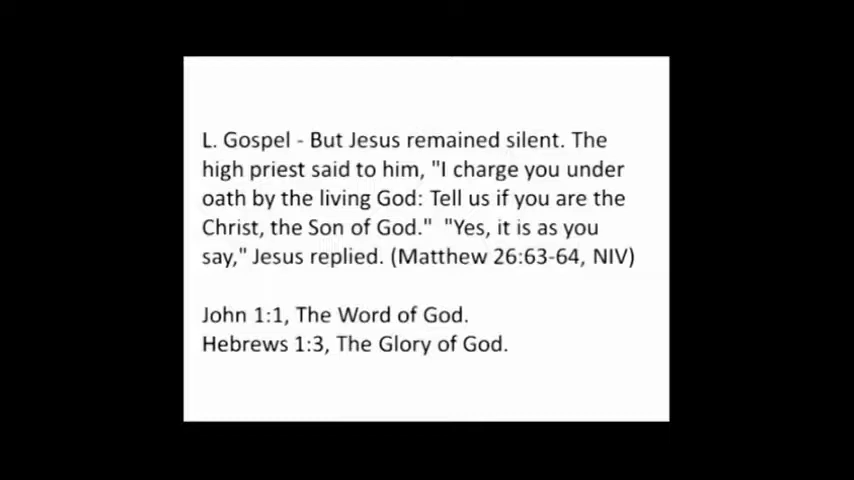 L. Gospel - But Jesus remained silent. The
high priest said to him, "I charge you under
oath by the living God: Tell us if you are the
Christ, the Son of God."  "Yes, it is as you
say," Jesus replied. (Matthew 26:63-64, NIV)
John 1:1, The Word of God.
Hebrews 1:3, The Glory of God.